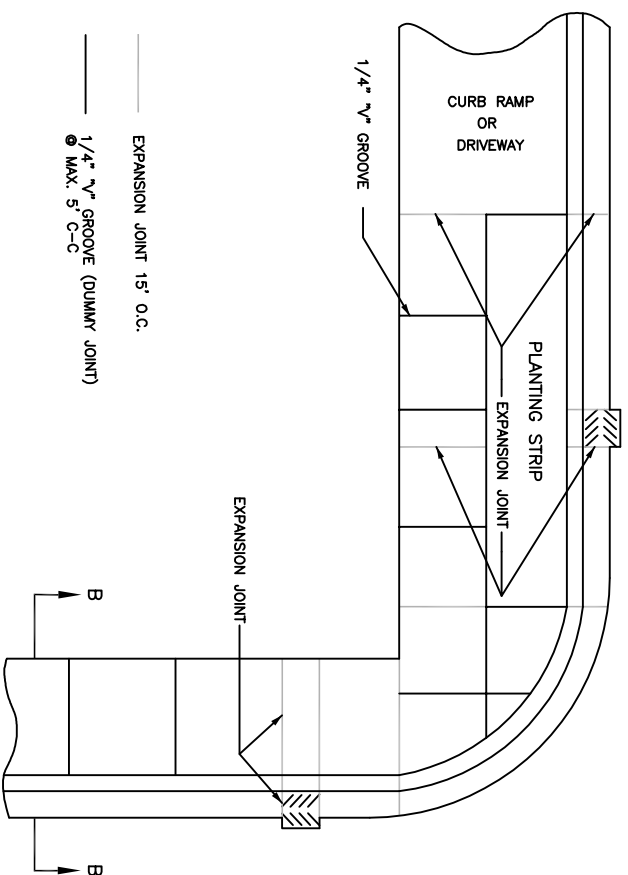 CURB RAMP
OR
DRIVEWAY
1/4" "V" GROOVE
PLANTING STRIP
EXPANSION JOINT
EXPANSION JOINT
EXPANSION JOINT 15' O.C.
1/4" "V" GROOVE (DUMMY JOINT)
@ MAX. 5' C-C
B
B